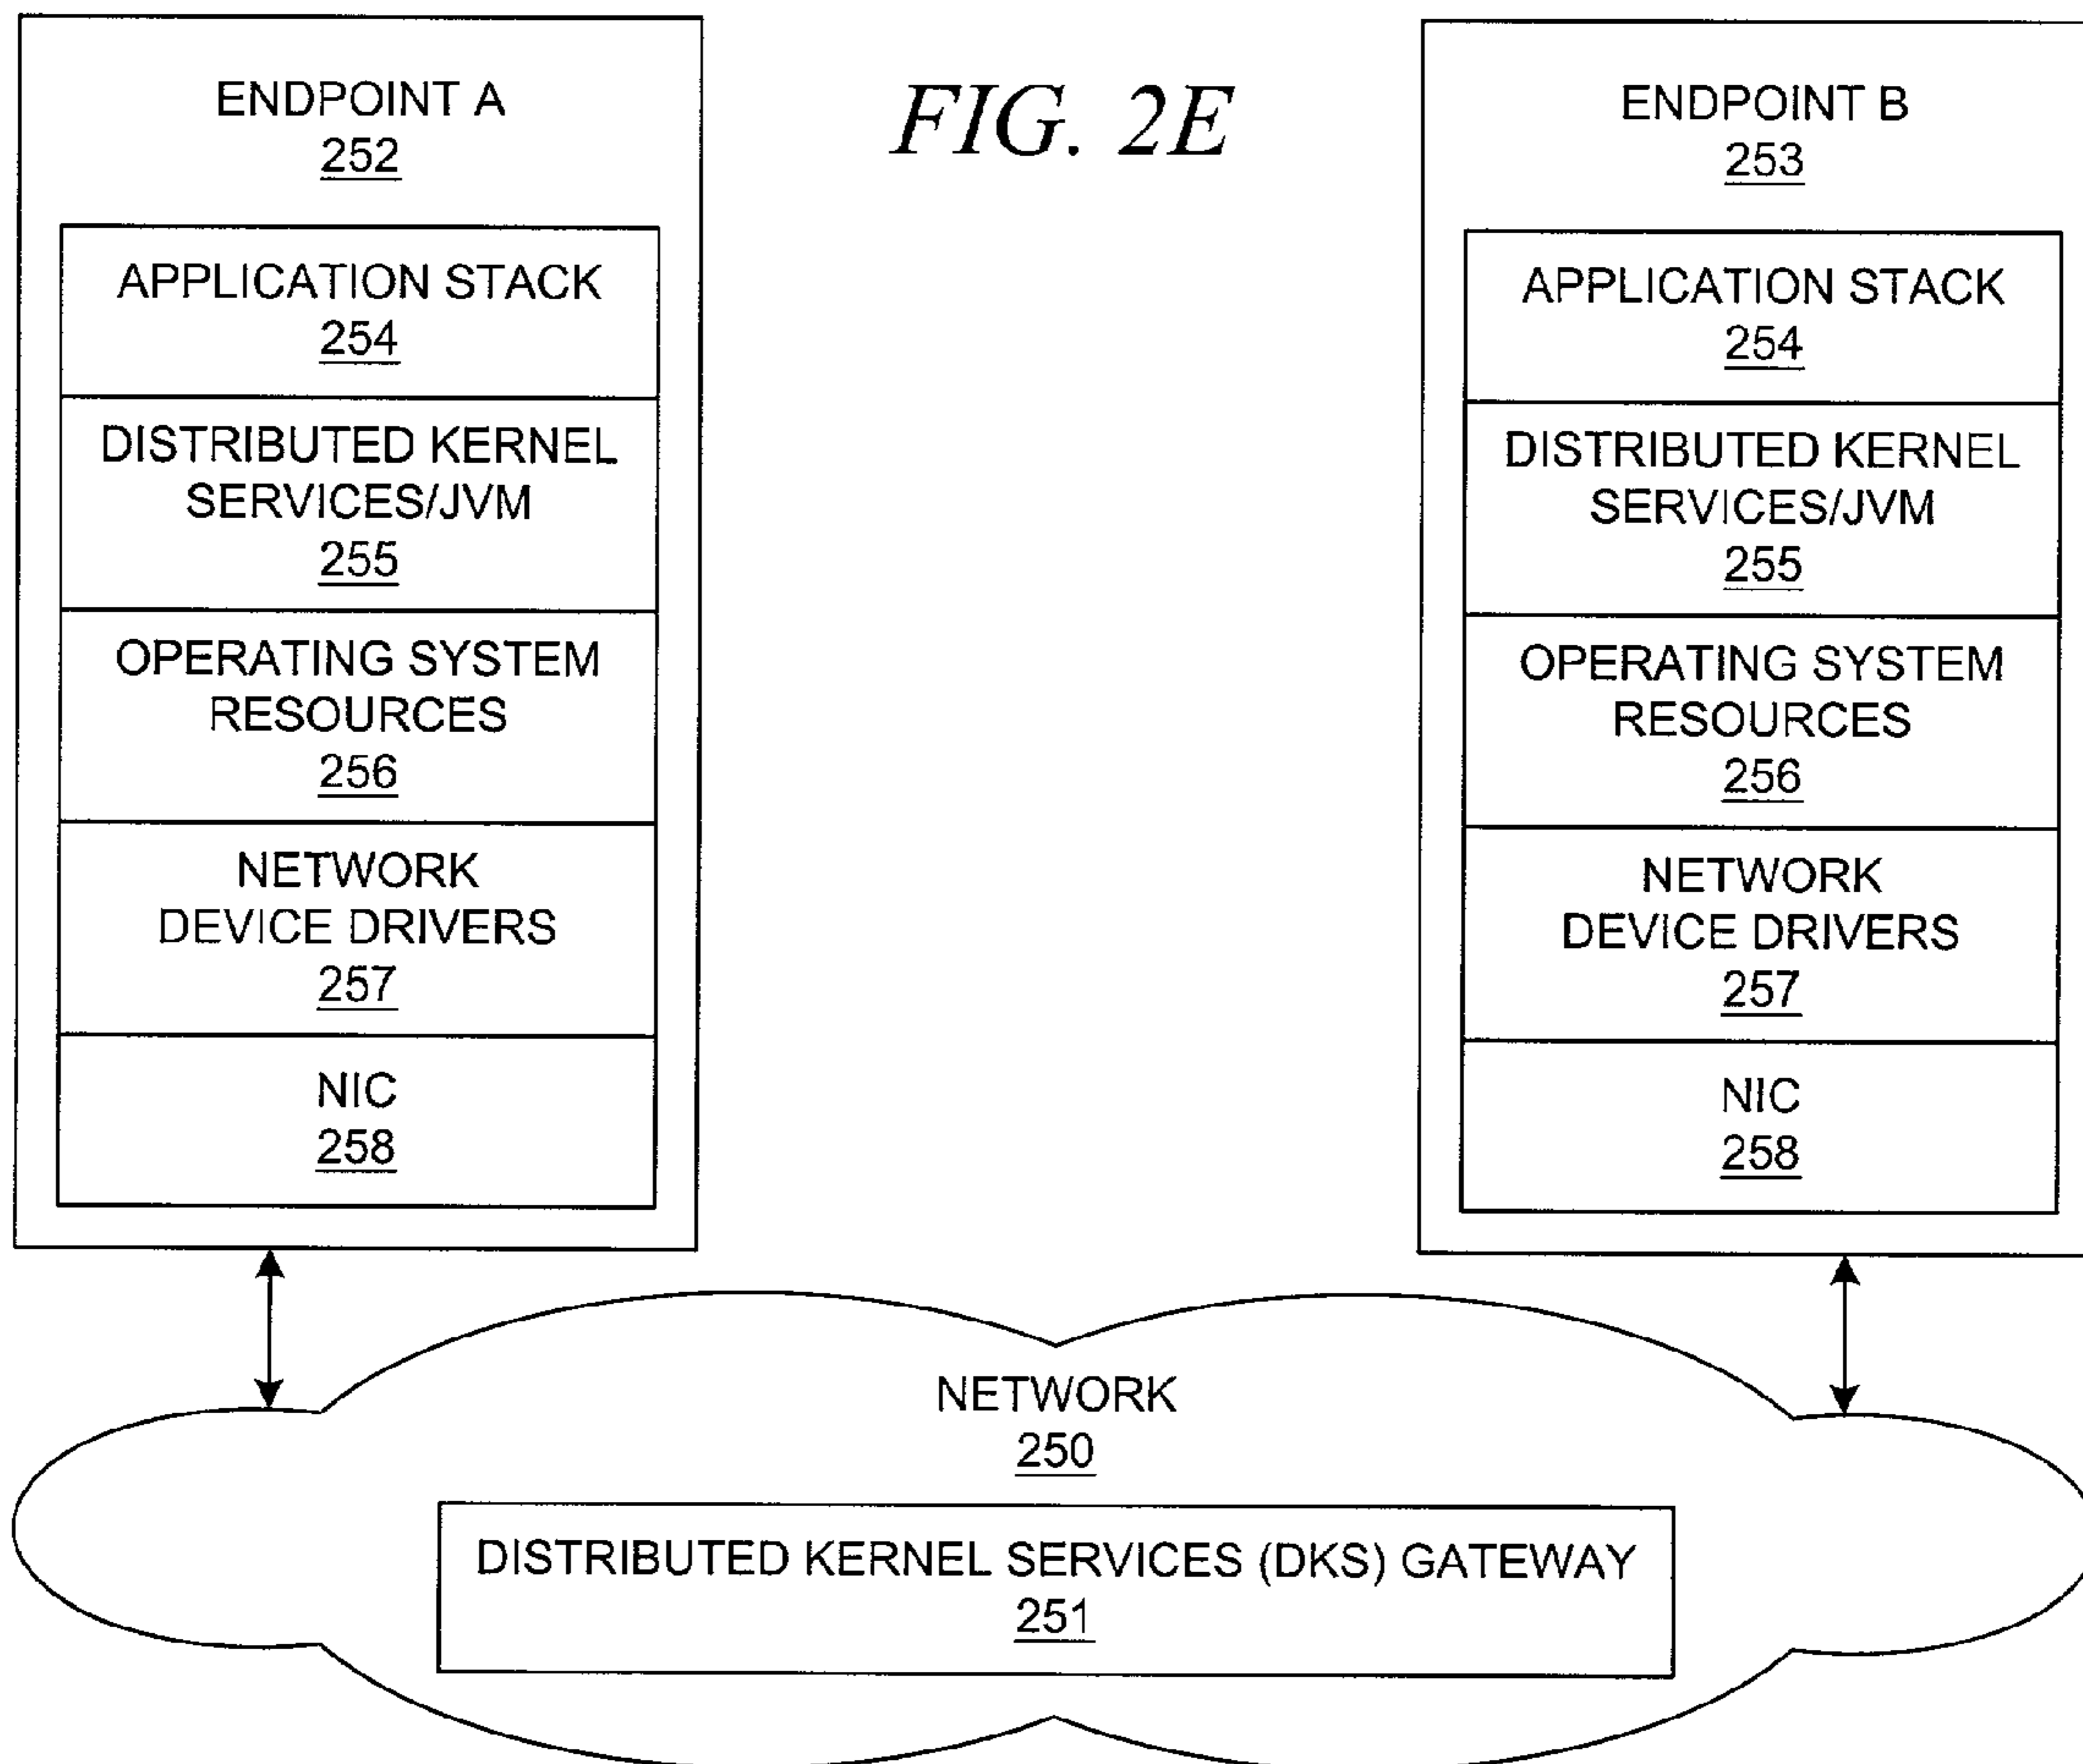 FIG. 2E
ENDPOINT A
252
APPLICATION STACK
254
DISTRIBUTED KERNEL
SERVICES/JVM
255
OPERATING SYSTEM
RESOURCES
256
NETWORK
DEVICE DRIVERS
257
NIC
258
ENDPOINT B
253
APPLICATION STACK
254
DISTRIBUTED KERNEL
SERVICES/JVM
255
OPERATING SYSTEM
RESOURCES
256
NETWORK
DEVICE DRIVERS
257
NIC
258
NETWORK
250
DISTRIBUTED KERNEL SERVICES (DKS) GATEWAY
251